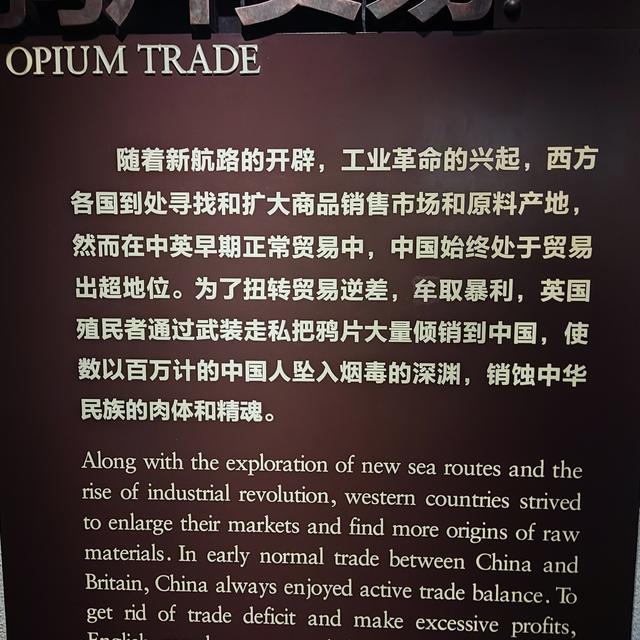 鸦片贸易
OPIUM TRADE
随着新航路的开辟，工业革命的兴起，西方
各国到处寻找和扩大商品销售市场和原料产地，
然而在中英早期正常贸易中，中国始终处于贸易
出超地位。为了扭转贸易逆差，牟取暴利，英国
殖民者通过武装走私把鸦片大量倾销到中国，使
数以百万计的中国人坠入烟毒的深渊，销蚀中华
民族的肉体和精魂。
Along with the exploration of new sea routes and the
rise of industrial revolution, western countries strived
to enlarge their markets and find more origins of raw
materials. In early normal trade between China and
Britain, China always enjoyed active trade balance. To
get rid of trade deficit and make excessive profits,
English